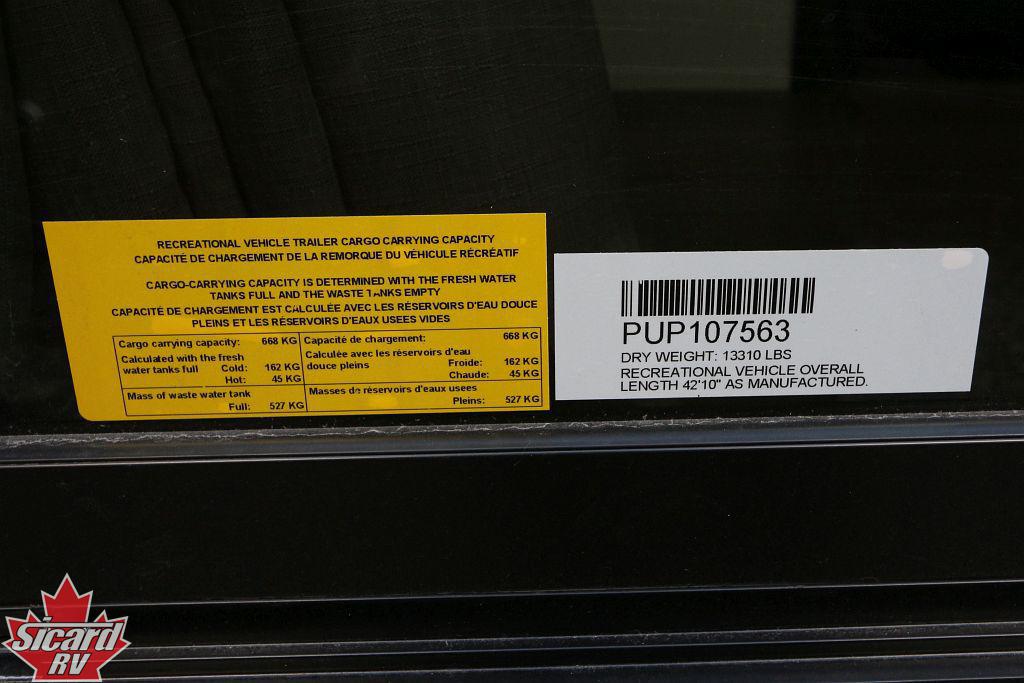 RECREATIONAL VEHICLE TRAILER CARGO CARRYING CAPACITY
CAPACITÉ DE CHARGEMENT DE LA REMORQUE DU VÉHICULE RÉCRÉATIF
CARGO-CARRYING CAPACITY IS DETERMINED WITH THE FRESH WATER
TANKS FULL AND THE WASTE TANKS EMPTY
CAPACITÉ DE CHARGEMENT EST CALCULÉE AVEC LES RÉSERVOIRS D'EAU DOUCE
PLEINS ET LES RÉSERVOIRS D'EAUX USEES VIDES
Cargo carrying capacity: 668 KG
Calculated with the fresh
water tanks full Cold: 162 KG
Hot: 45 KG
Mass of waste water tank
Full: 527 KG
Capacité de chargement: 668 KG
Calculée avec les réservoirs d'eau
douce pleins Froide: 162 KG
Chaude: 45 KG
Masses de réservoirs d'eaux usees
Pleins: 527 KG
PUP107563
DRY WEIGHT: 13310 LBS
RECREATIONAL VEHICLE OVERALL
LENGTH 42'10" AS MANUFACTURED.
Sicard
RV